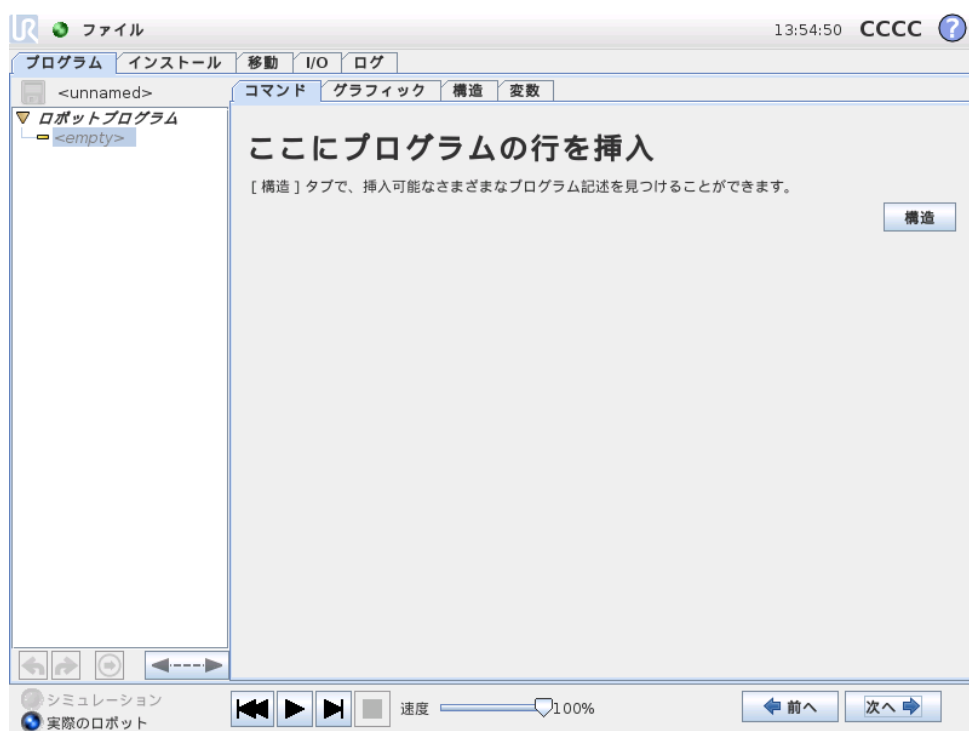 UR ファイル 13:54:50 CCCC ?
プログラム インストール 移動 I/O ログ
<unnamed> コマンド グラフィック 構造 変数
ロボットプログラム
<empty>
ここにプログラムの行を挿入
[ 構造 ] タブで、挿入可能なさまざまなプログラム記述を見つけることができます。
構造
シミュレーション
実際のロボット
速度 100%
前へ 次へ